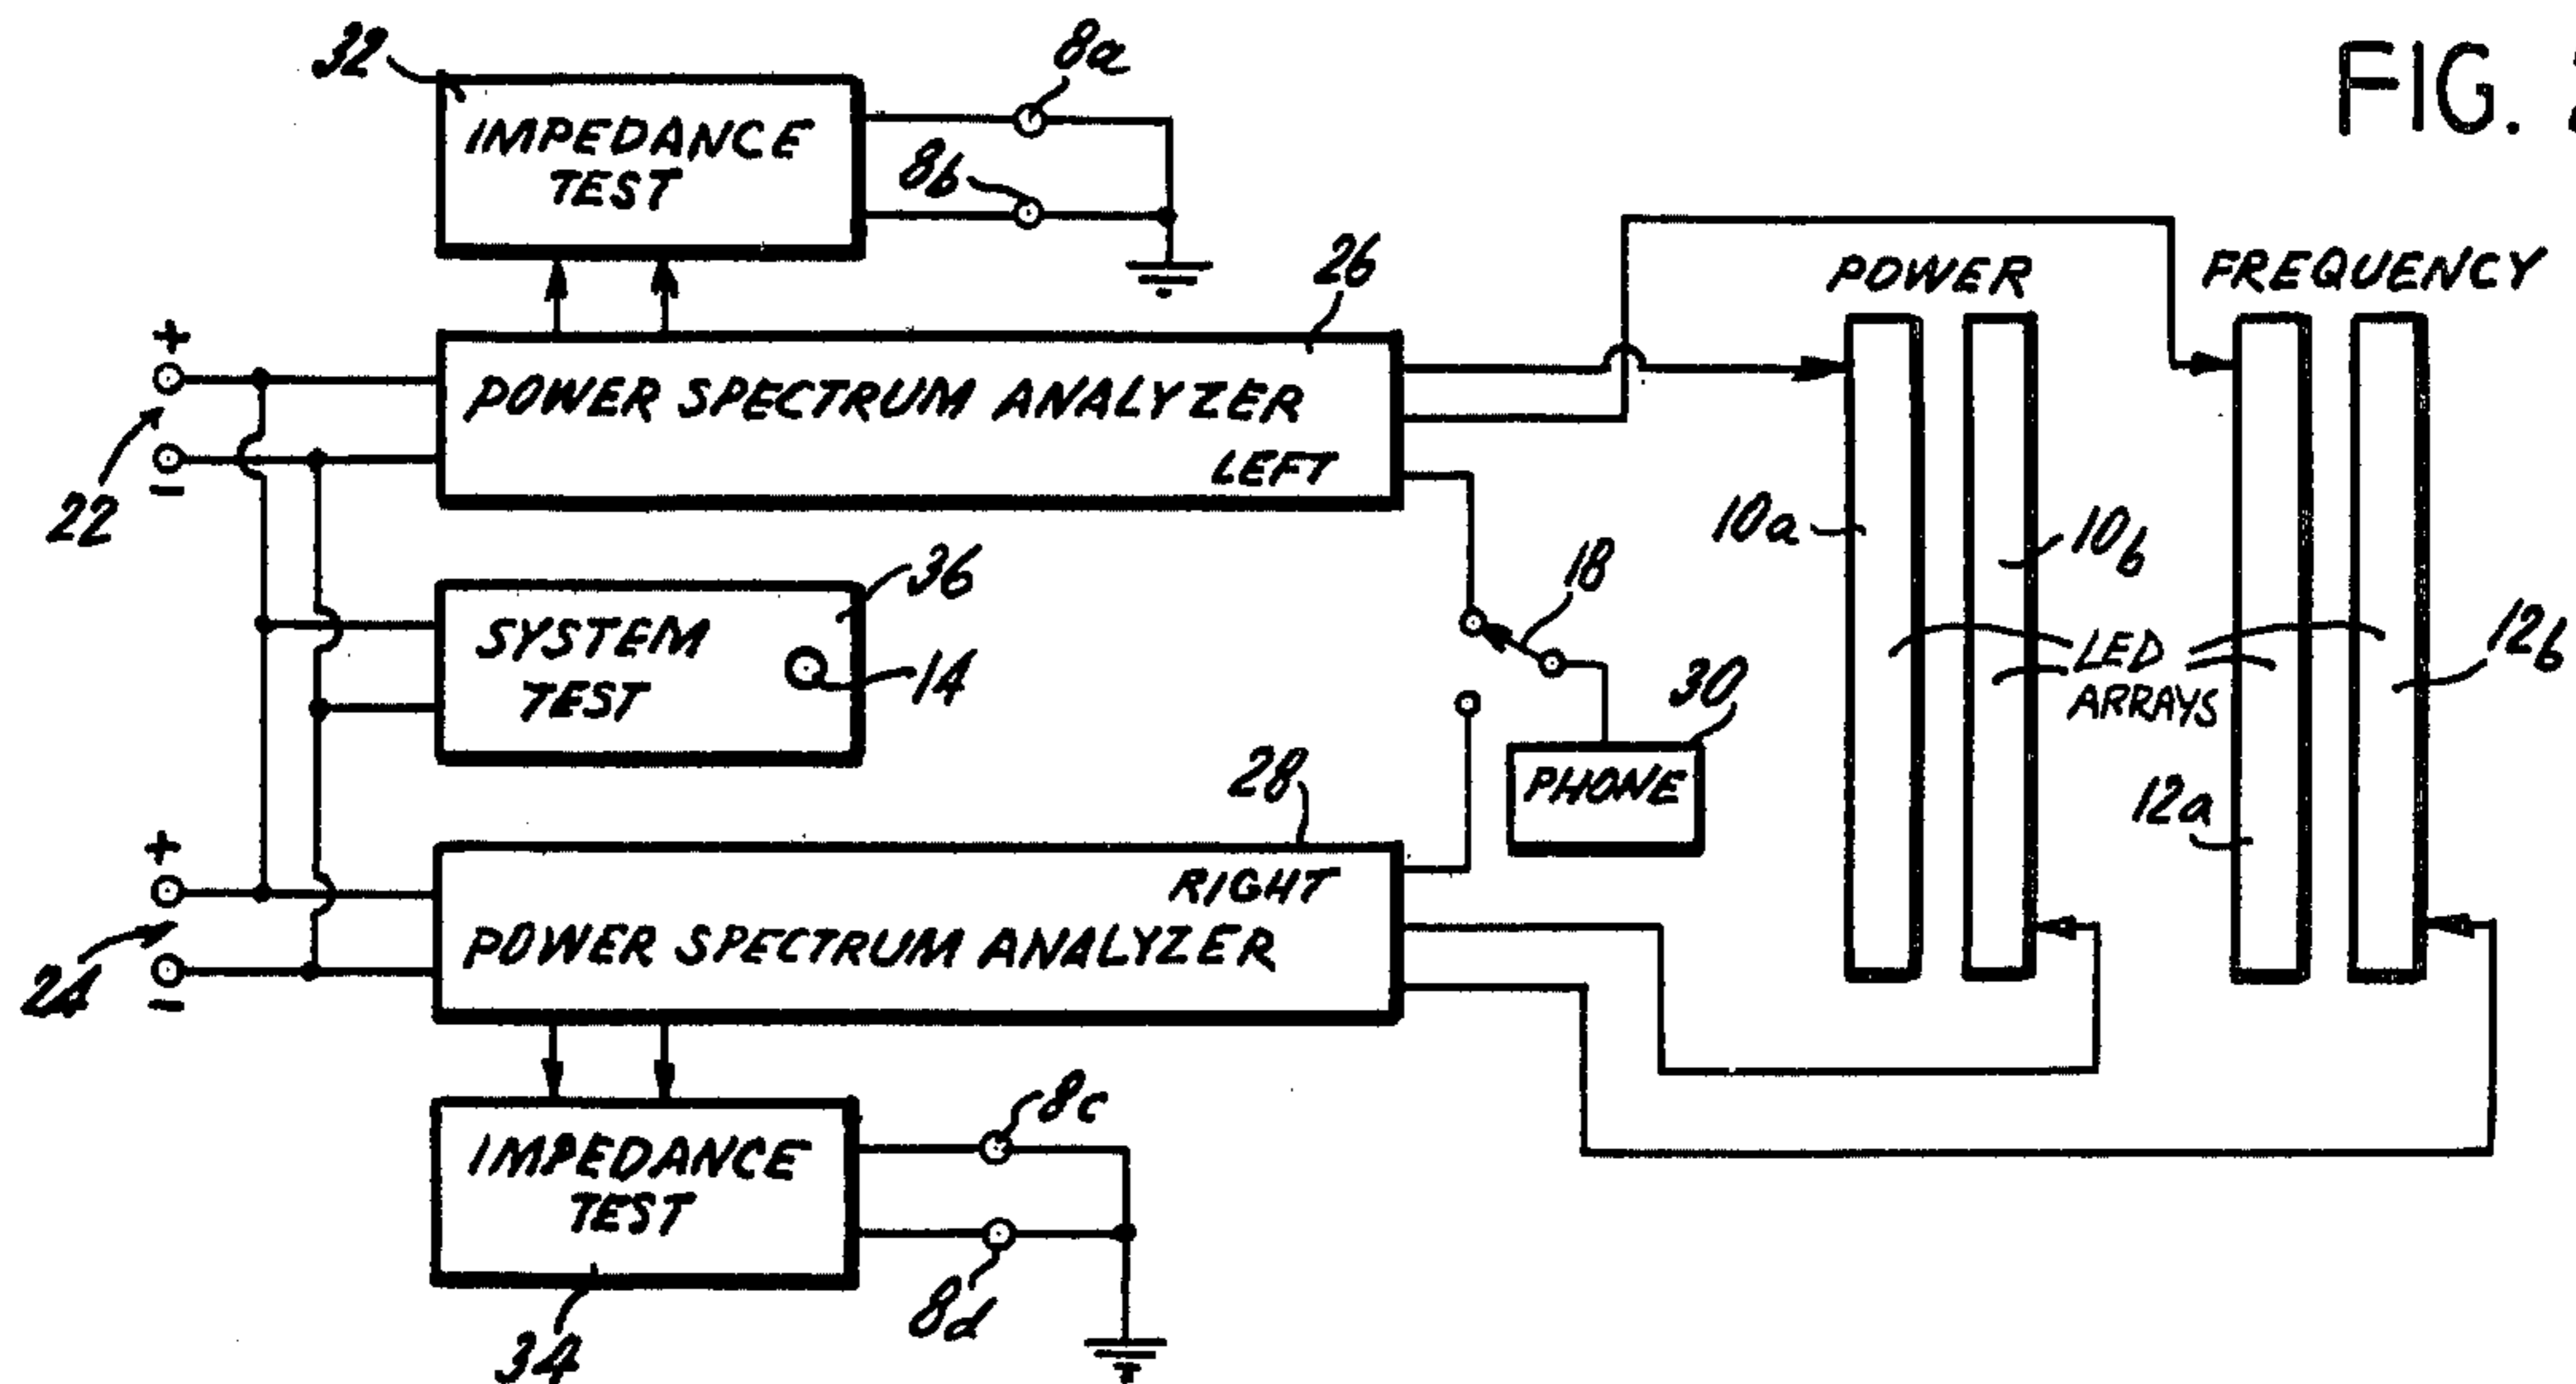 FIG.
32
8a
IMPEDANCE
TEST
8b
26
POWER
FREQUENCY
+
POWER SPECTRUM ANALYZER
LEFT
-
22
10a
10b
36
18
SYSTEM
TEST
14
LED
ARRAYS
12b
30
PHONE
12a
28
+
RIGHT
POWER SPECTRUM ANALYZER
24
-
8c
IMPEDANCE
TEST
8d
34